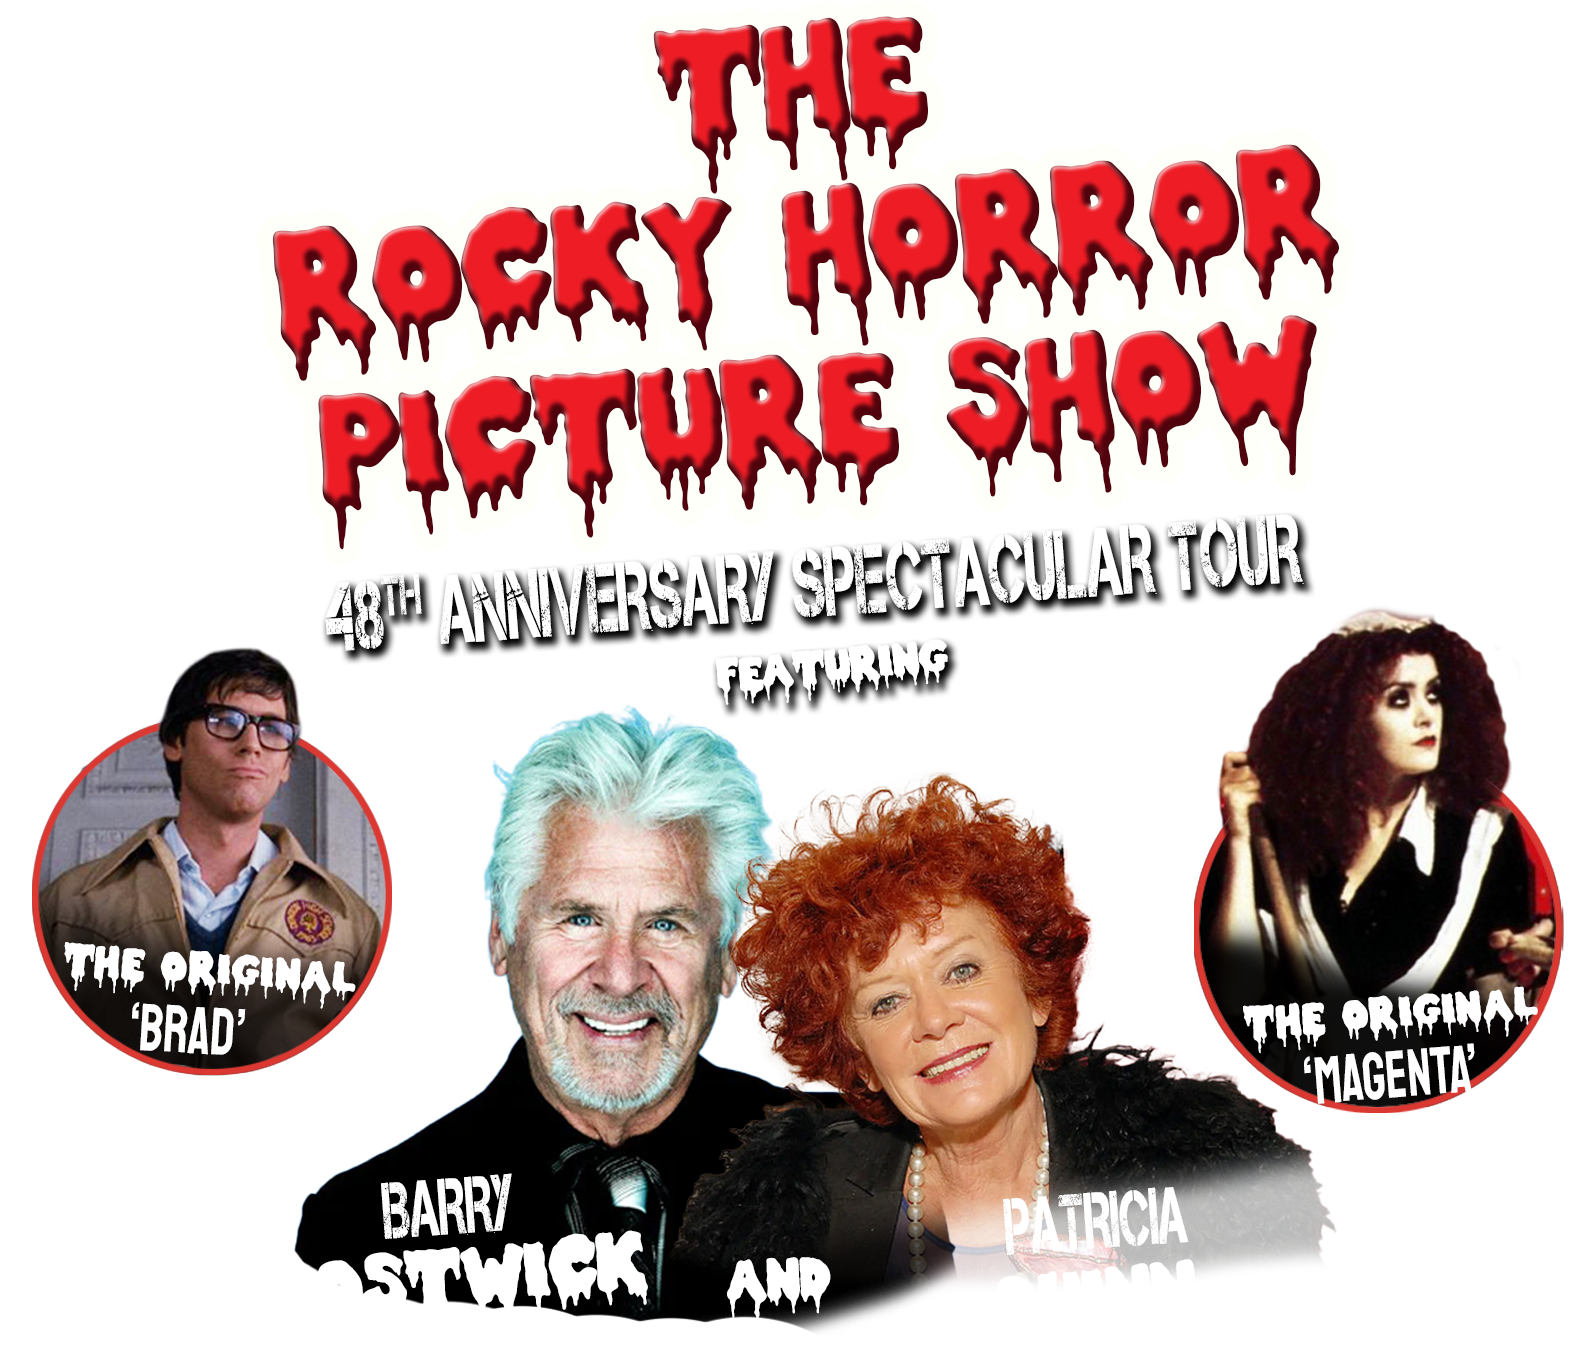 THE
ROCKY HORROR
PICTURE SHOW
48TH ANNIVERSARY SPECTACULAR TOUR
FEATURING
THE ORIGINAL
'BRAD'
THE ORIGINAL
'MAGENTA'
BARRY
OSTWICK
AND
PATRICIA